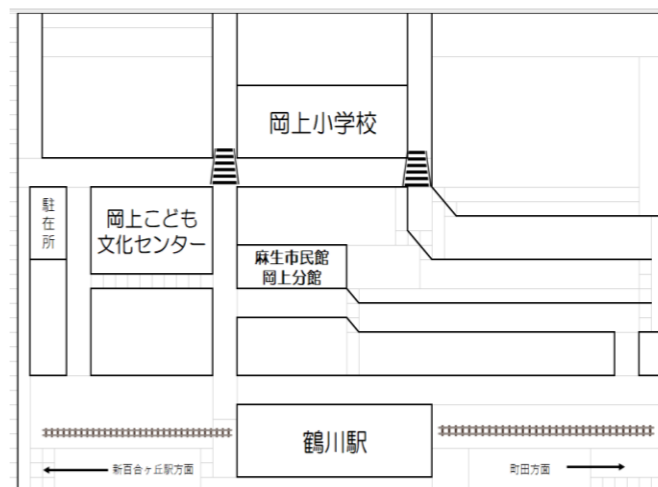 岡上小学校
駐在所
岡上こども
文化センター
麻生市民館
岡上分館
鶴川駅
新百合ヶ丘駅方面
町田方面